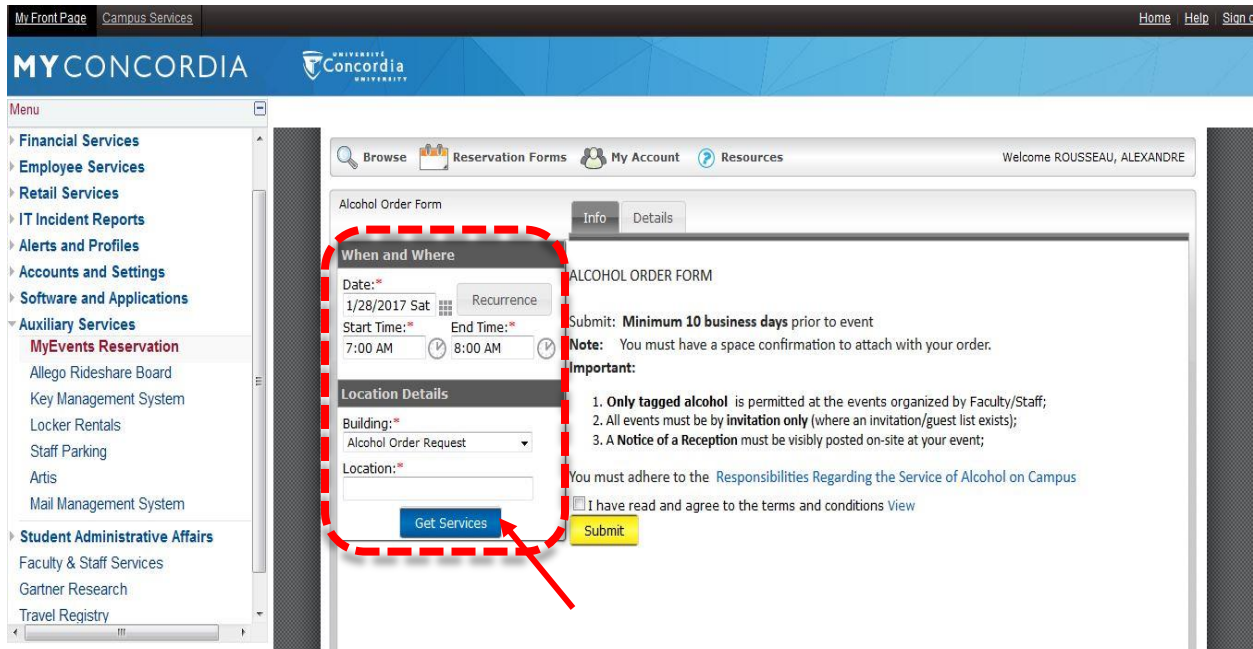 My Front Page Campus Services
Home Help Sign
MYCONCORDIA
UNIVERSITÉ
Concordia
UNIVERSITY
Menu
Financial Services
Employee Services
Retail Services
IT Incident Reports
Alerts and Profiles
Accounts and Settings
Software and Applications
Auxiliary Services
MyEvents Reservation
Allego Rideshare Board
Key Management System
Locker Rentals
Staff Parking
Artis
Mail Management System
Student Administrative Affairs
Faculty & Staff Services
Gartner Research
Travel Registry
Browse Reservation Forms My Account ? Resources Welcome ROUSSEAU, ALEXANDRE
Alcohol Order Form
Info Details
When and Where
Date:*
1/28/2017 Sat Recurrence
Start Time:* End Time:*
7:00 AM 8:00 AM
Location Details
Building:*
Alcohol Order Request
Location:*
Get Services
ALCOHOL ORDER FORM
Submit: Minimum 10 business days prior to event
Note: You must have a space confirmation to attach with your order.
Important:
1. Only tagged alcohol is permitted at the events organized by Faculty/Staff;
2. All events must be by invitation only (where an invitation/guest list exists);
3. A Notice of a Reception must be visibly posted on-site at your event;
You must adhere to the Responsibilities Regarding the Service of Alcohol on Campus
I have read and agree to the terms and conditions View
Submit